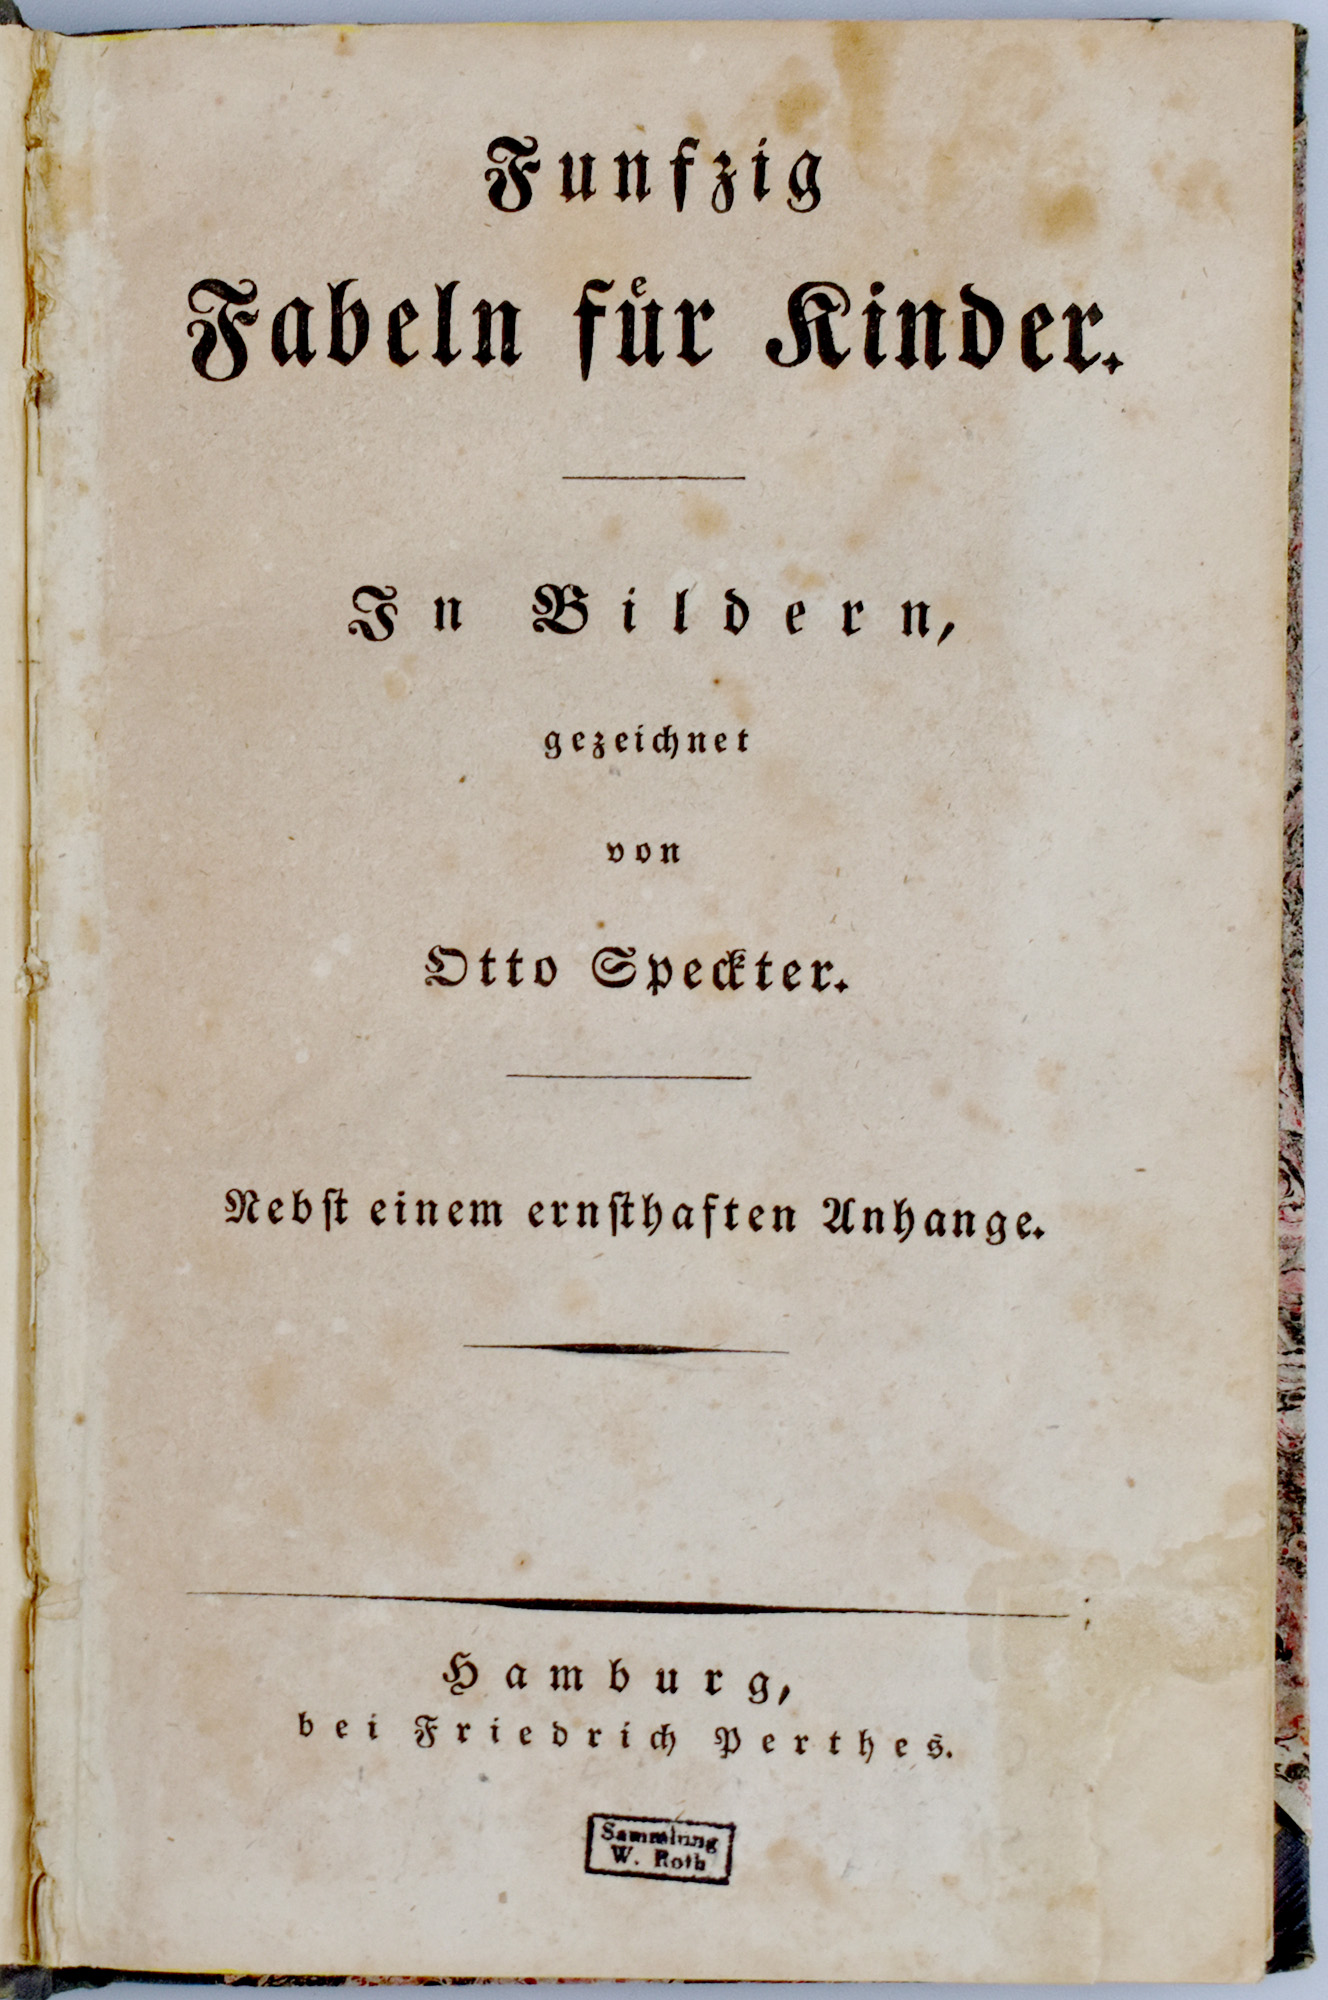 Funfzig
Fabeln fuͤr Kinder.
In Bildern,
gezeichnet
von
Otto Speckter.
Nebſt einem ernſthaften Anhange.
Hamburg,
bei Friedrich Perthes.
Sammlung
W. Roth